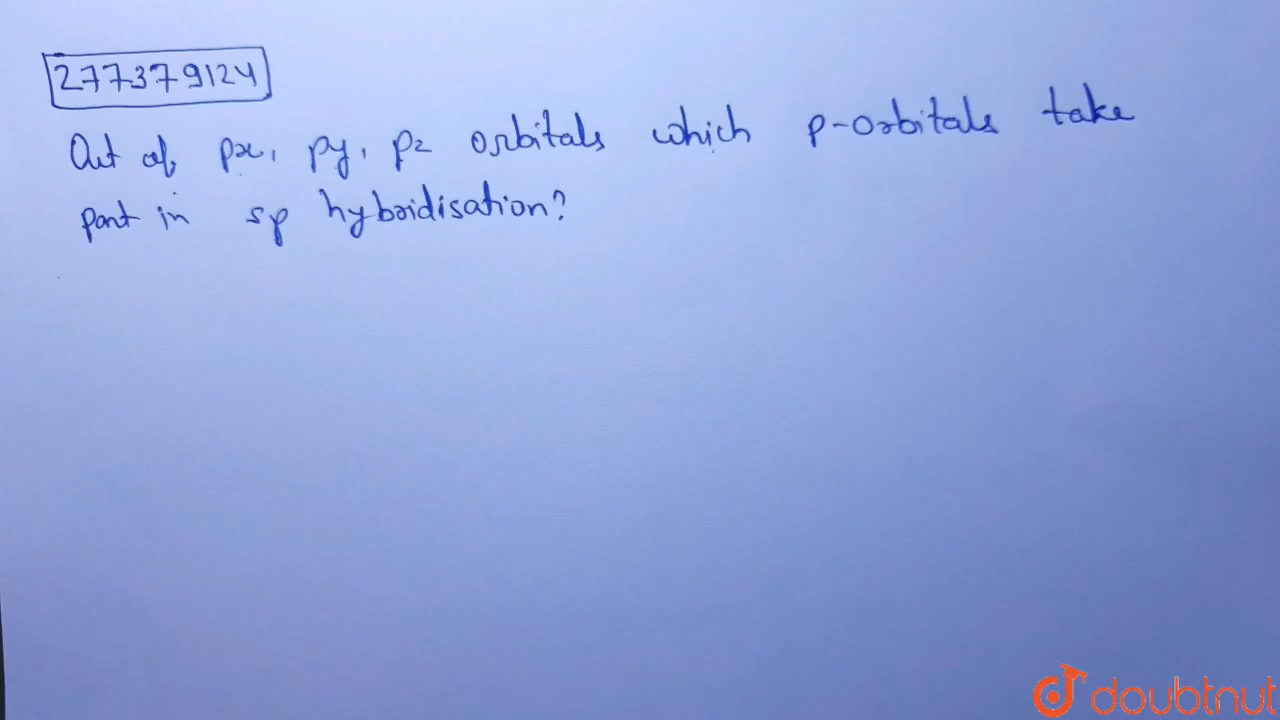 277379124
Out of px, py, pz orbitals which p-orbitals take
part in sp hybridisation?
doubtnut